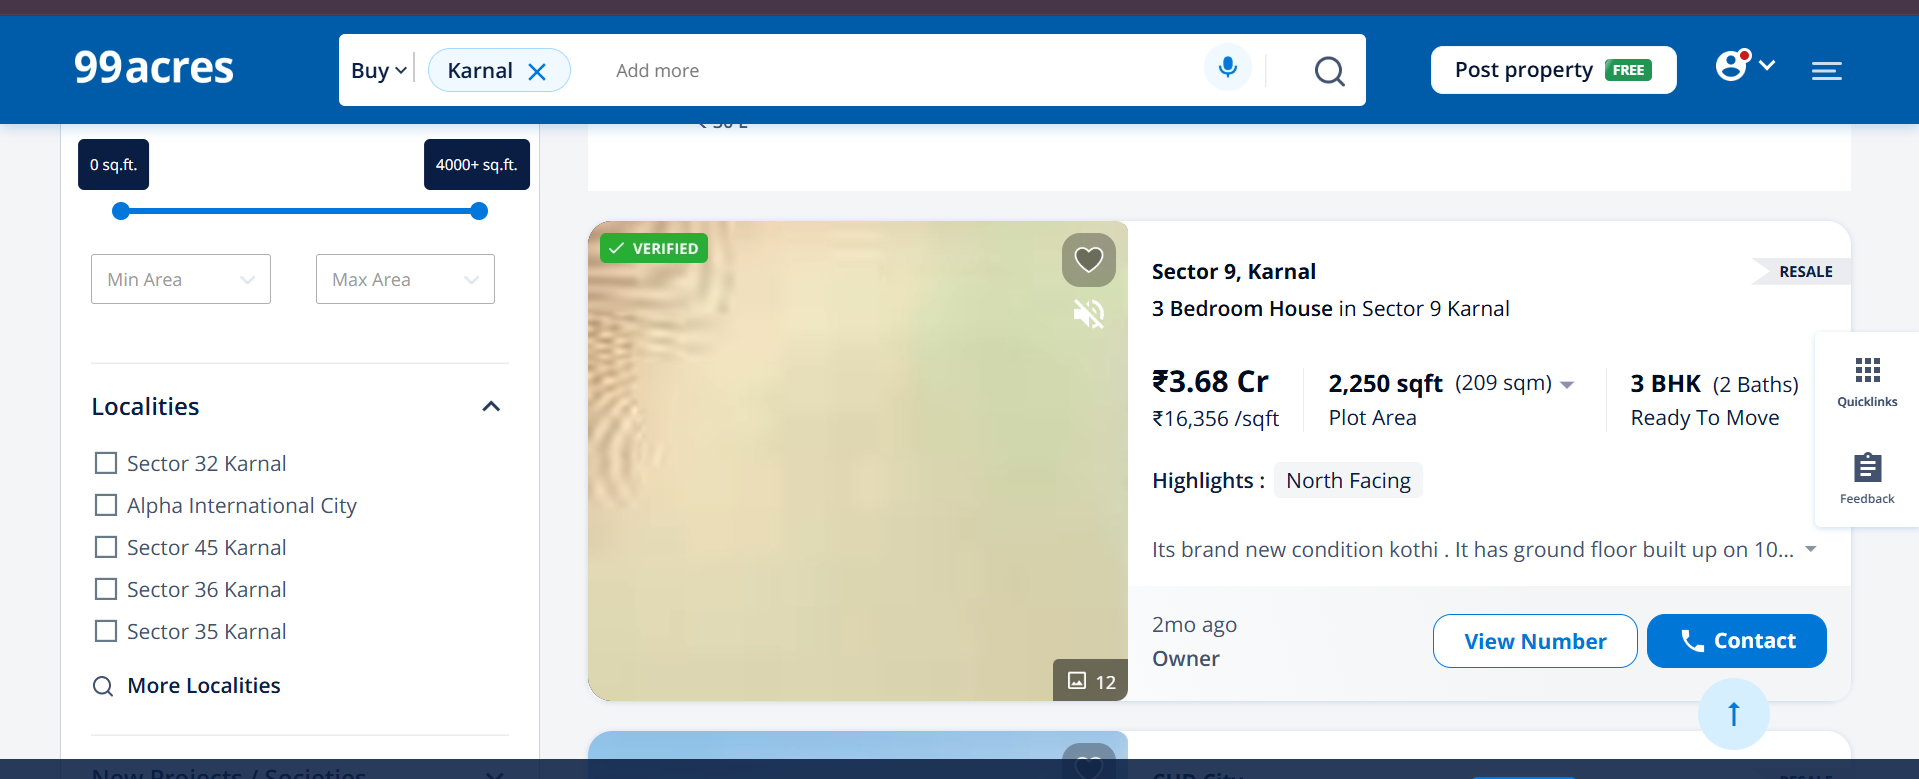 99acres
Buy
Karnal
Add more
Post property FREE
0 sq.ft.
4000+ sq.ft.
Min Area
Max Area
Localities
Sector 32 Karnal
Alpha International City
Sector 45 Karnal
Sector 36 Karnal
Sector 35 Karnal
More Localities
New Projects / Societies
VERIFIED
12
Sector 9, Karnal
RESALE
3 Bedroom House in Sector 9 Karnal
₹3.68 Cr
₹16,356 /sqft
2,250 sqft (209 sqm)
Plot Area
3 BHK (2 Baths)
Ready To Move
Highlights : North Facing
Its brand new condition kothi . It has ground floor built up on 10...
2mo ago
Owner
View Number
Contact
Quicklinks
Feedback